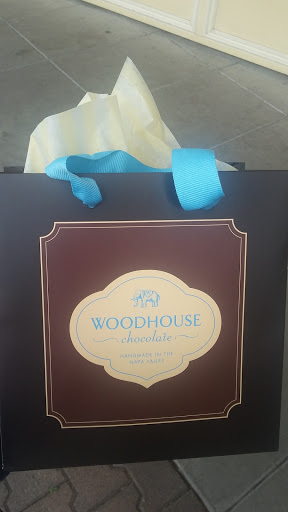 WOODHOUSE
chocolate
HANDMADE IN THE
NAPA VALLEY